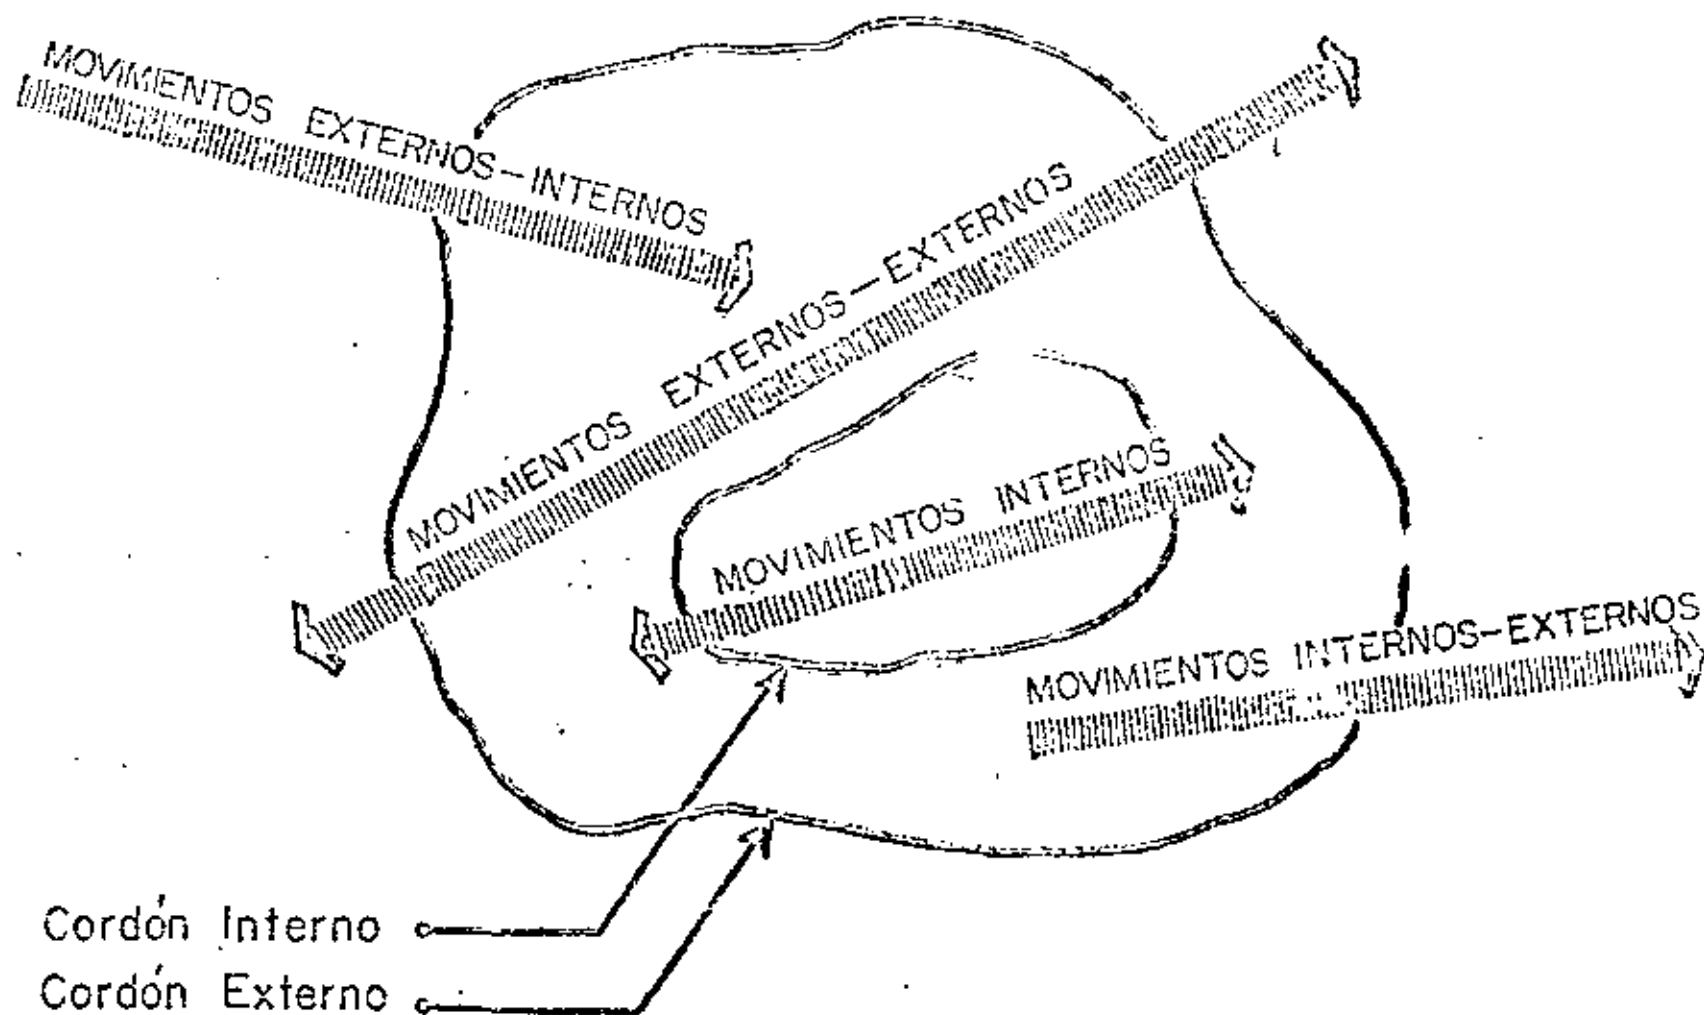 MOVIMIENTOS EXTERNOS-INTERNOS
MOVIMIENTOS EXTERNOS-EXTERNOS
MOVIMIENTOS INTERNOS
MOVIMIENTOS INTERNOS-EXTERNOS
Cordón Interno
Cordón Externo